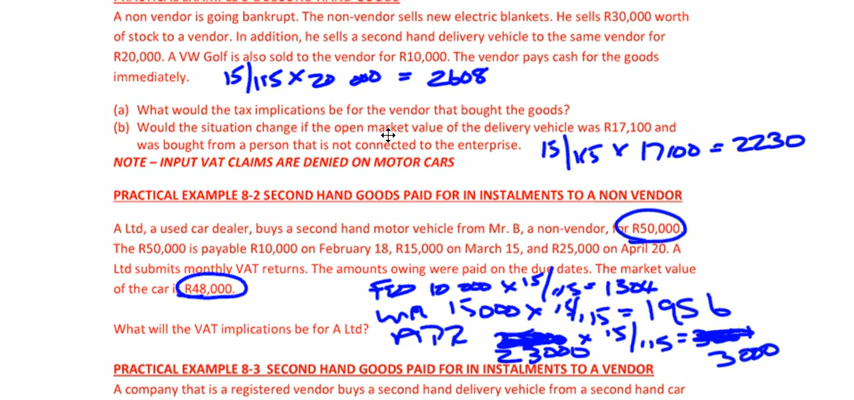 A non vendor is going bankrupt. The non-vendor sells new electric blankets. He sells R30,000 worth
of stock to a vendor. In addition, he sells a second hand delivery vehicle to the same vendor for
R20,000. A VW Golf is also sold to the vendor for R10,000. The vendor pays cash for the goods
immediately. 15/115 × 20 000 = 2608
(a) What would the tax implications be for the vendor that bought the goods?
(b) Would the situation change if the open market value of the delivery vehicle was R17,100 and
was bought from a person that is not connected to the enterprise. 15/115 × 17100 = 2230
NOTE – INPUT VAT CLAIMS ARE DENIED ON MOTOR CARS
PRACTICAL EXAMPLE 8-2 SECOND HAND GOODS PAID FOR IN INSTALMENTS TO A NON VENDOR
A Ltd, a used car dealer, buys a second hand motor vehicle from Mr. B, a non-vendor, for R50,000.
The R50,000 is payable R10,000 on February 18, R15,000 on March 15, and R25,000 on April 20. A
Ltd submits monthly VAT returns. The amounts owing were paid on the due dates. The market value
of the car is R48,000. FEB 10 000 × 15/115 = 1304
MAR 15000 × 15/115 = 1956
What will the VAT implications be for A Ltd? APR 23000 × 15/115 = 3000
PRACTICAL EXAMPLE 8-3 SECOND HAND GOODS PAID FOR IN INSTALMENTS TO A VENDOR
A company that is a registered vendor buys a second hand delivery vehicle from a second hand car